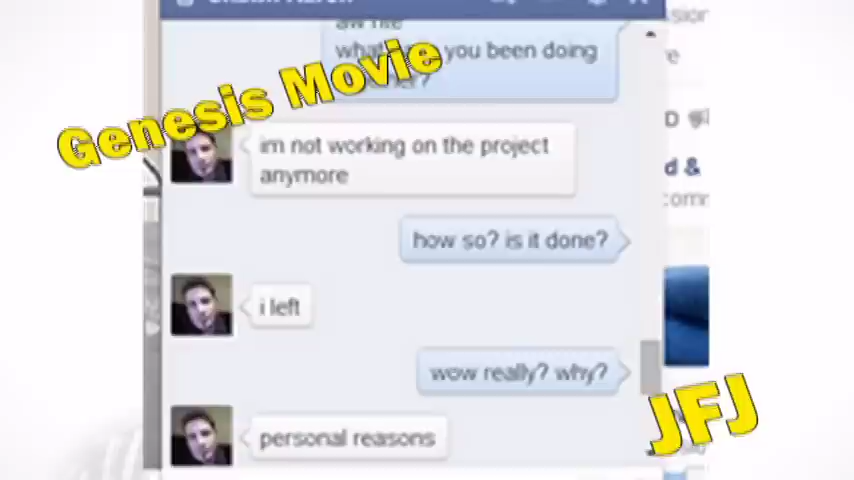 what you been doing
Genesis Movie
im not working on the project
anymore
how so? is it done?
i left
wow really? why?
JFJ
personal reasons